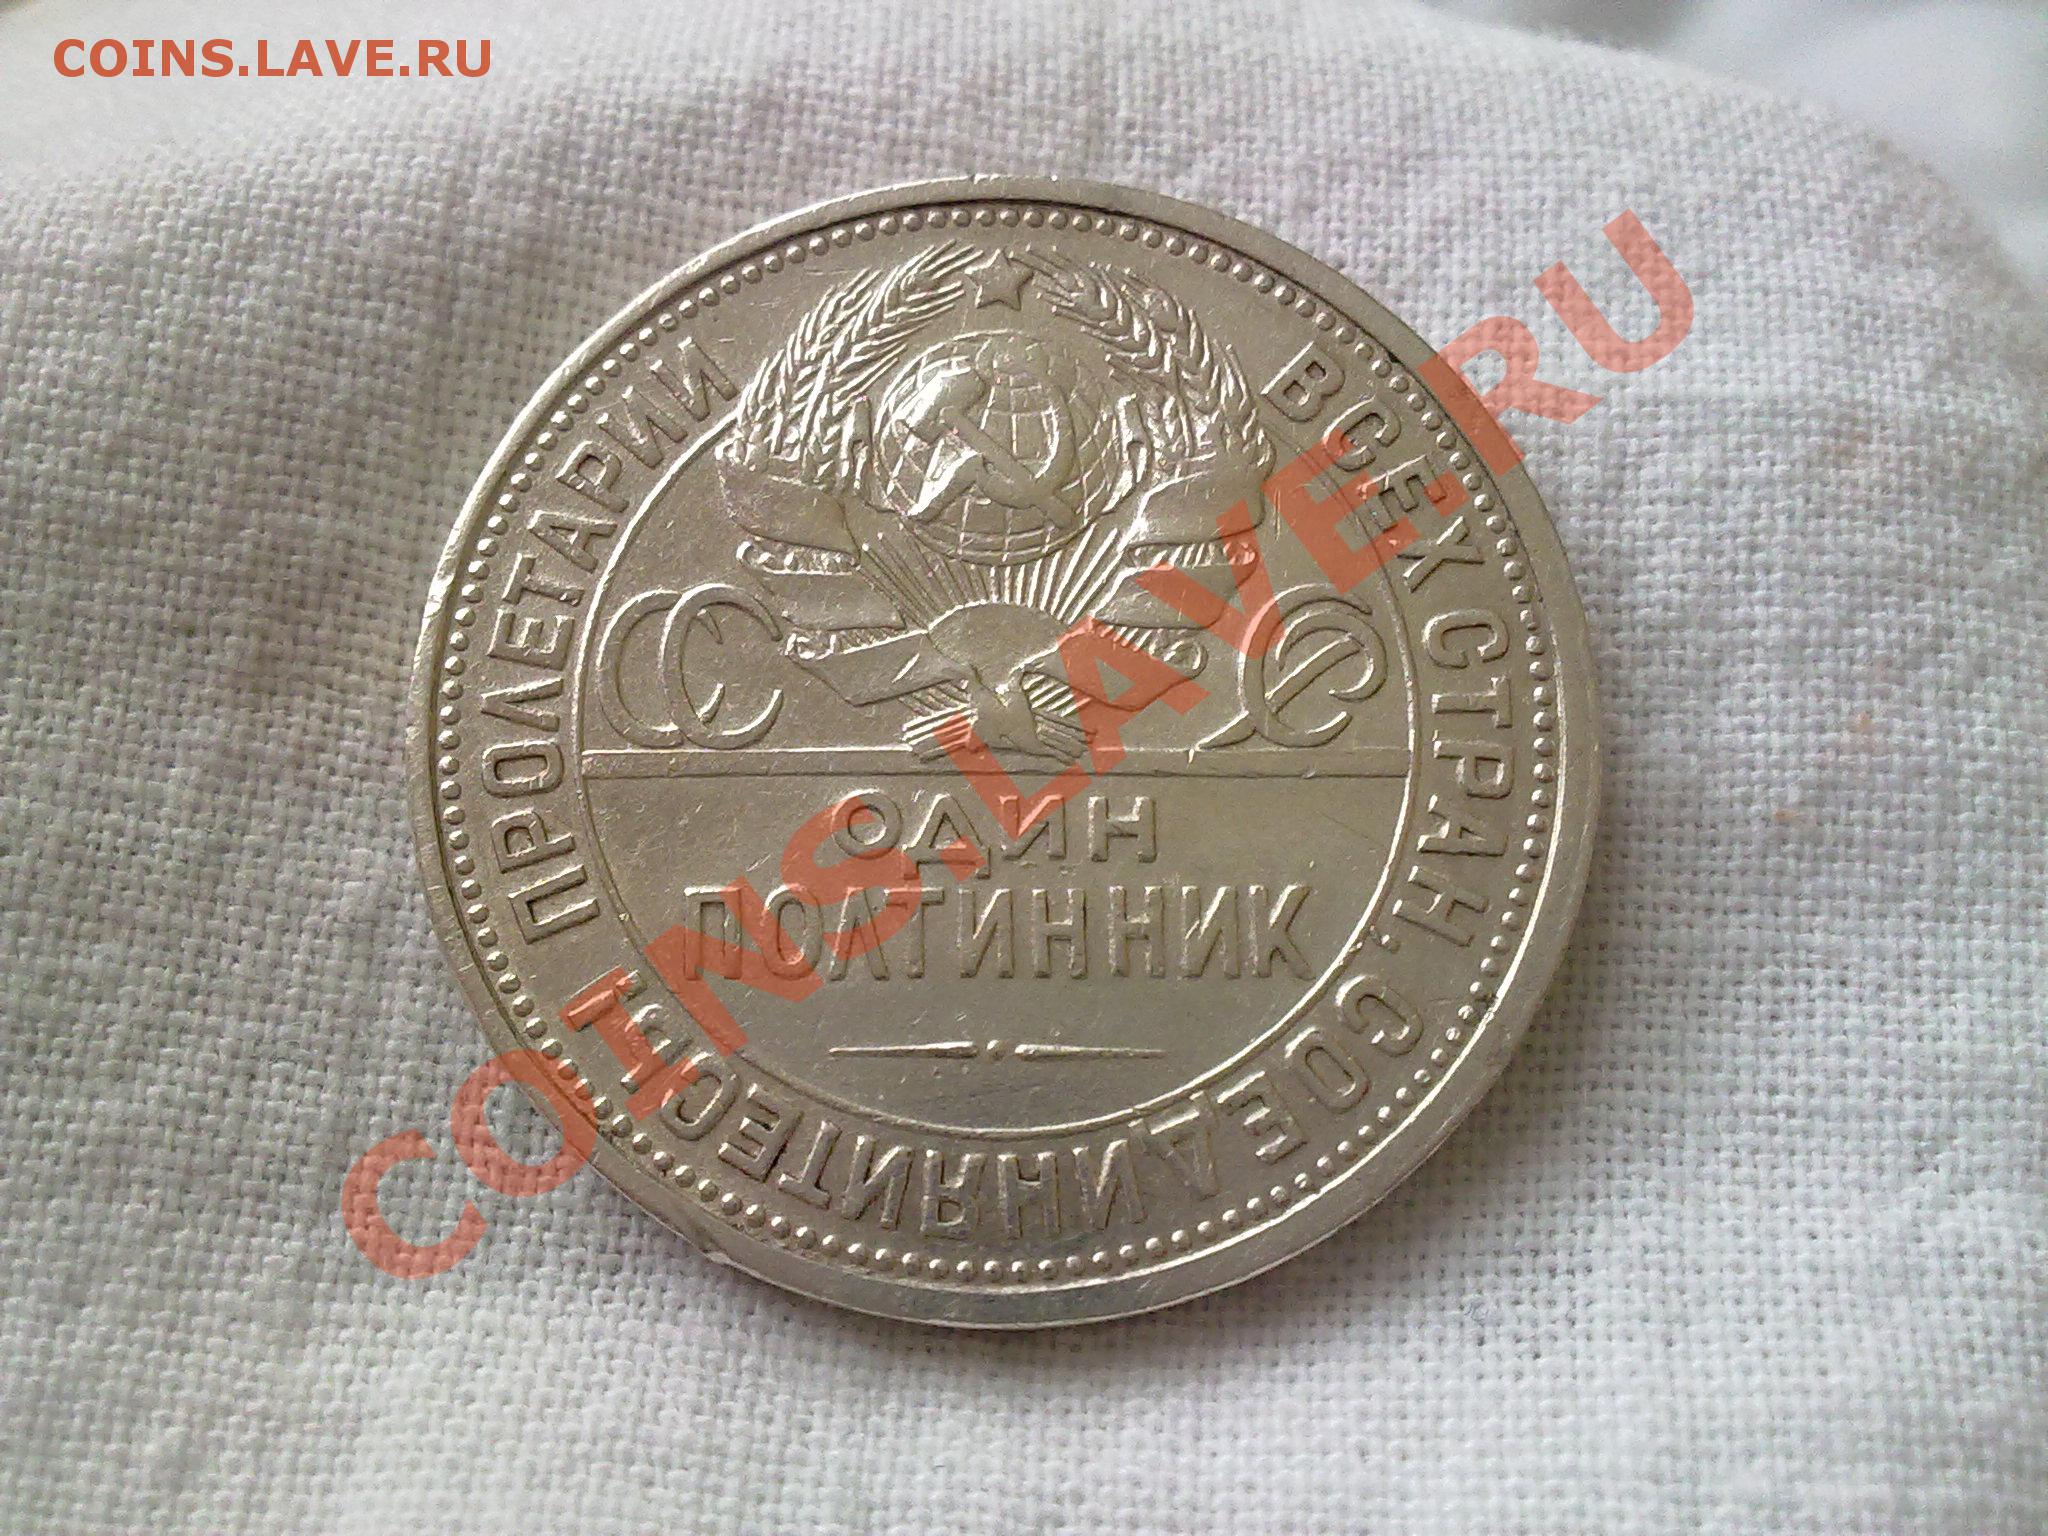 COINS.LAVE.RU
ПРОЛЕТАРИИ ВСЕХ СТРАН, СОЕДИНЯЙТЕСЬ!
СССР
ОДИН
ПОЛТИННИК
COINS.LAVE.RU